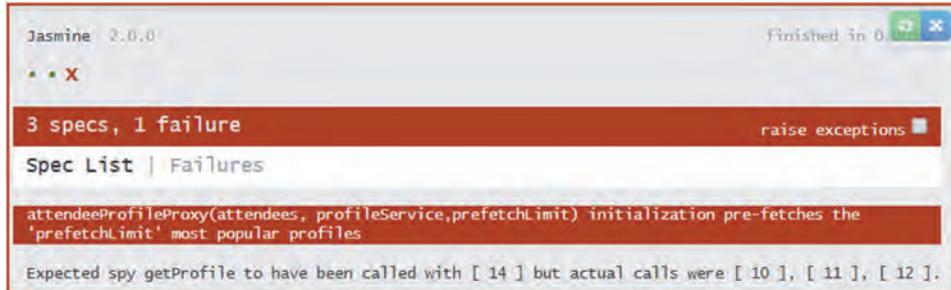 Jasmine 2.0.0 finished in 0.
• • X
3 specs, 1 failure raise exceptions
Spec List | Failures
attendeeProfileProxy(attendees, profileService,prefetchLimit) initialization pre-fetches the
'prefetchLimit' most popular profiles
Expected spy getProfile to have been called with [ 14 ] but actual calls were [ 10 ], [ 11 ], [ 12 ].